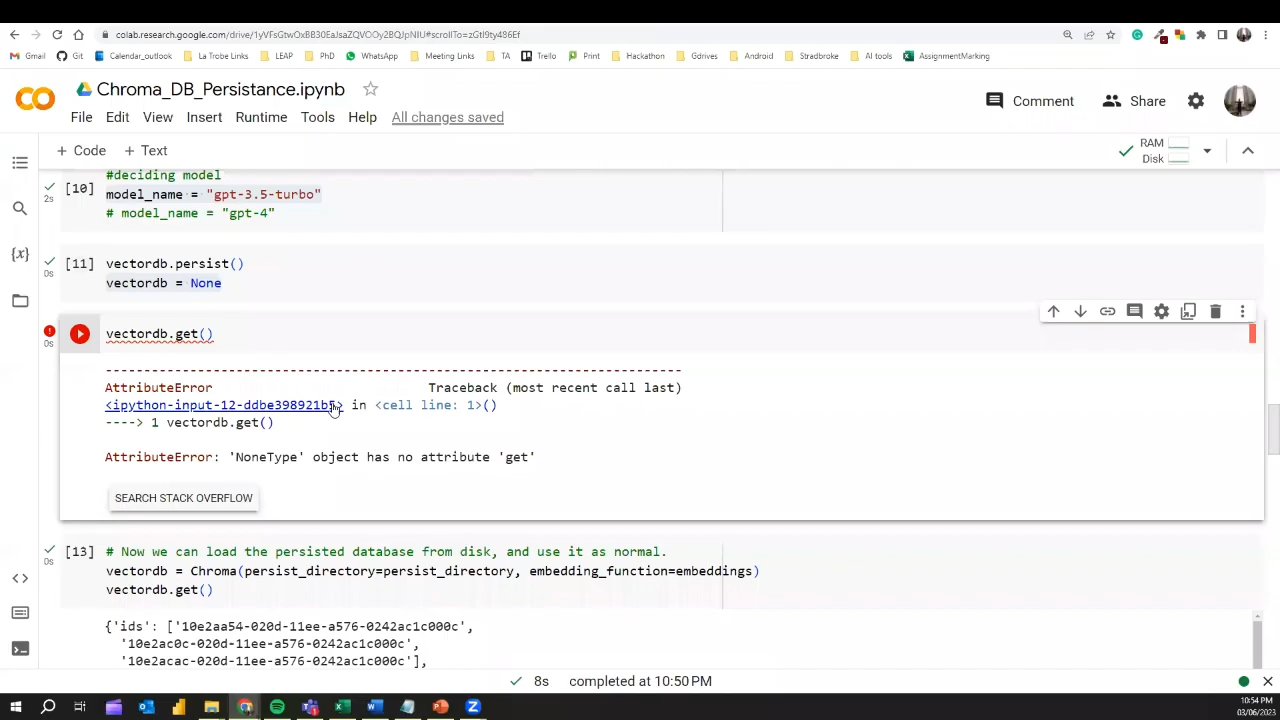 colab.research.google.com/drive/1yVFsGtwOxBB30EaJsaZQVOOy2BQJpNIU#scrollTo=zGtI9ty486Ef
Gmail
Git
Calendar_outlook
La Trobe Links
LEAP
PhD
WhatsApp
Meeting Links
TA
Trello
Print
Hackathon
Gdrives
Android
Stradbroke
AI tools
AssignmentMarking
Chroma_DB_Persistance.ipynb
Comment
Share
File Edit View Insert Runtime Tools Help All changes saved
+ Code + Text
RAM
Disk
#deciding model
[10] model_name = "gpt-3.5-turbo"
2s
# model_name = "gpt-4"
[11] vectordb.persist()
0s
vectordb = None
vectordb.get()
0s
---------------------------------------------------------------------------
AttributeError Traceback (most recent call last)
<ipython-input-12-ddbe398921b5> in <cell line: 1>()
----> 1 vectordb.get()
AttributeError: 'NoneType' object has no attribute 'get'
SEARCH STACK OVERFLOW
[13] # Now we can load the persisted database from disk, and use it as normal.
0s
vectordb = Chroma(persist_directory=persist_directory, embedding_function=embeddings)
vectordb.get()
{'ids': ['10e2aa54-020d-11ee-a576-0242ac1c000c',
'10e2ac0c-020d-11ee-a576-0242ac1c000c',
'10e2acac-020d-11ee-a576-0242ac1c000c'],
8s completed at 10:50 PM
10:54 PM
03/06/2023